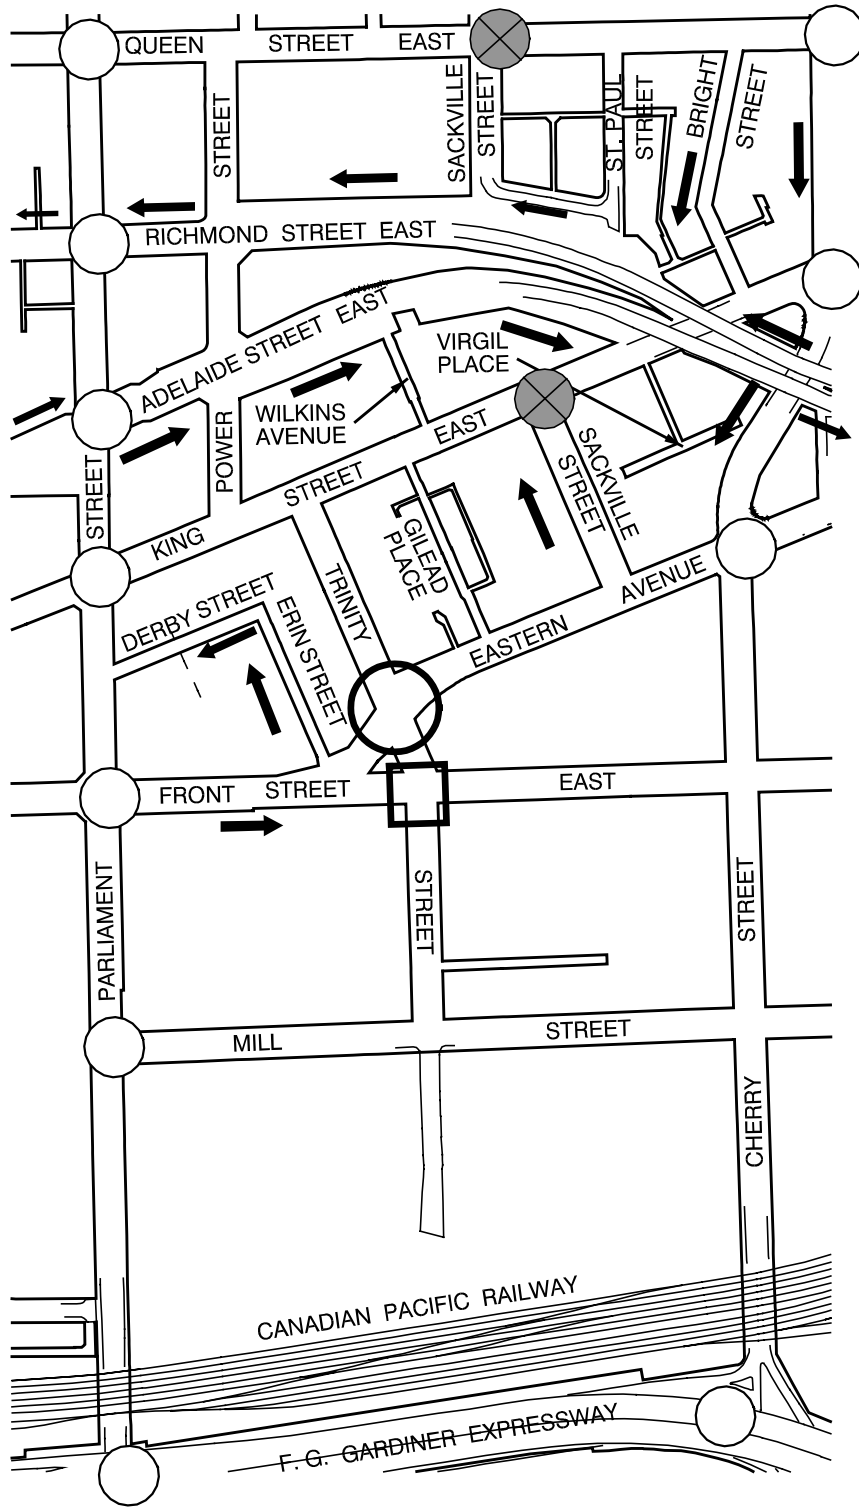 QUEEN STREET EAST
SACKVILLE
STREET
STREET
ST. PAUL
STREET
BRIGHT
STREET
RICHMOND STREET EAST
ADELAIDE STREET EAST
VIRGIL
PLACE
WILKINS
AVENUE
POWER
STREET
KING STREET EAST
SACKVILLE
STREET
GILEAD
PLACE
TRINITY
DERBY STREET
ERIN STREET
EASTERN AVENUE
FRONT STREET EAST
PARLIAMENT
STREET
STREET
MILL STREET
CHERRY
CANADIAN PACIFIC RAILWAY
F. G. GARDINER EXPRESSWAY